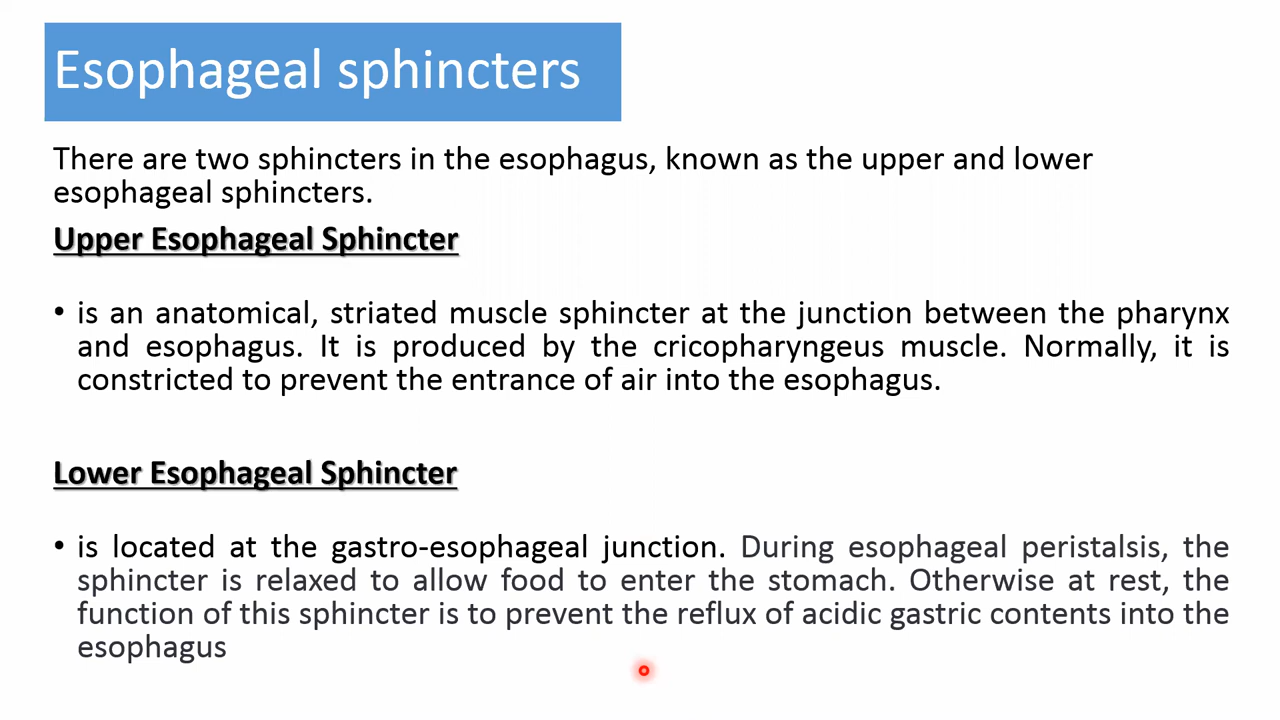 Esophageal sphincters
There are two sphincters in the esophagus, known as the upper and lower
esophageal sphincters.
Upper Esophageal Sphincter
• is an anatomical, striated muscle sphincter at the junction between the pharynx
and esophagus. It is produced by the cricopharyngeus muscle. Normally, it is
constricted to prevent the entrance of air into the esophagus.
Lower Esophageal Sphincter
• is located at the gastro-esophageal junction. During esophageal peristalsis, the
sphincter is relaxed to allow food to enter the stomach. Otherwise at rest, the
function of this sphincter is to prevent the reflux of acidic gastric contents into the
esophagus